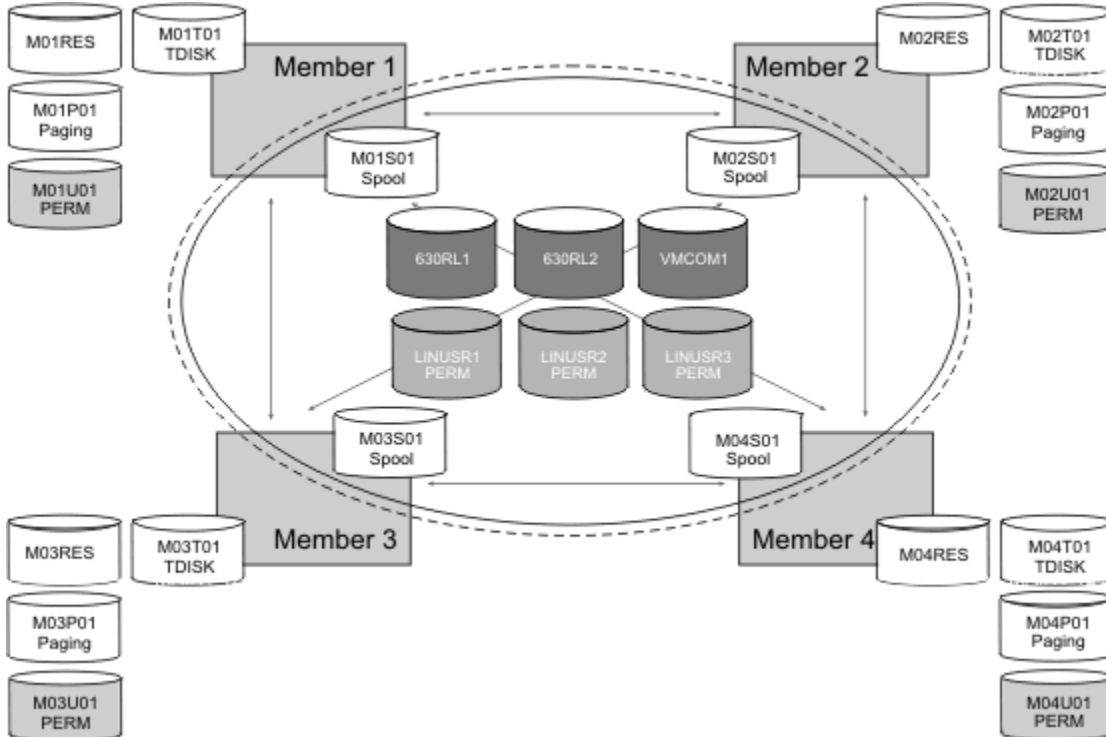 M01RES
M01T01
TDISK
Member 1
Member 2
M02RES
M02T01
TDISK
M01P01
Paging
M02P01
Paging
M01S01
Spool
M02S01
Spool
M01U01
PERM
M02U01
PERM
630RL1
630RL2
VMCOM1
LINUSR1
PERM
LINUSR2
PERM
LINUSR3
PERM
M03S01
Spool
M04S01
Spool
Member 3
Member 4
M03RES
M03T01
TDISK
M04RES
M04T01
TDISK
M03P01
Paging
M04P01
Paging
M03U01
PERM
M04U01
PERM